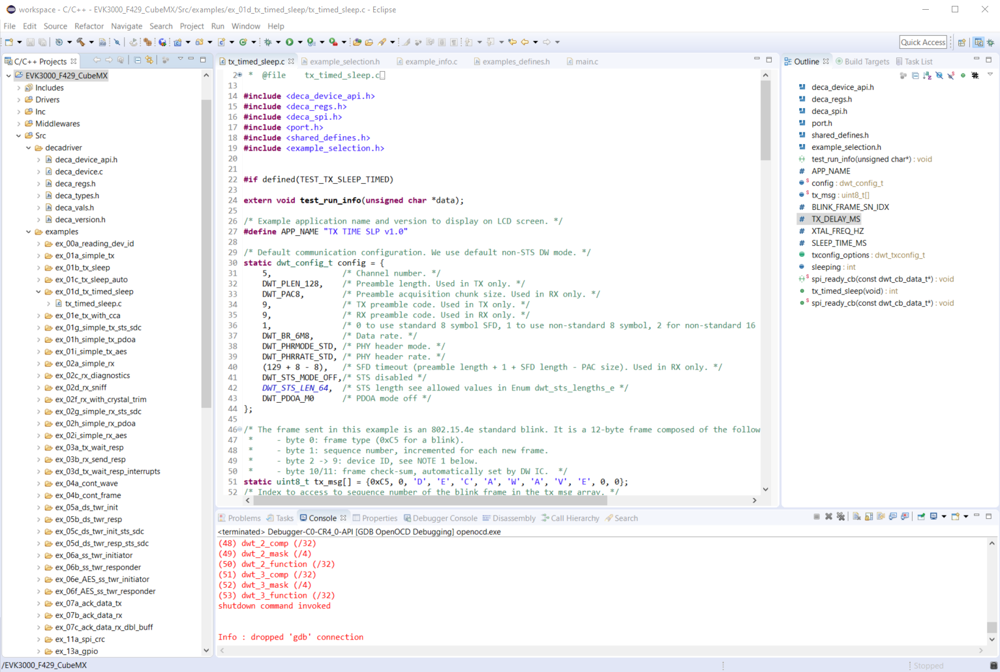 workspace - C/C++ - EVK3000_F429_CubeMX/Src/examples/ex_01d_tx_timed_sleep/tx_timed_sleep.c - Eclipse
File Edit Source Refactor Navigate Search Project Run Window Help
Quick Access
C/C++ Projects
EVK3000_F429_CubeMX
Includes
Drivers
Inc
Middlewares
Src
decadriver
deca_device_api.h
deca_device.c
deca_regs.h
deca_types.h
deca_vals.h
deca_version.h
examples
ex_00a_reading_dev_id
ex_01a_simple_tx
ex_01b_tx_sleep
ex_01c_tx_sleep_auto
ex_01d_tx_timed_sleep
tx_timed_sleep.c
ex_01e_tx_with_cca
ex_01g_simple_tx_sts_sdc
ex_01h_simple_tx_pdoa
ex_01i_simple_tx_aes
ex_02a_simple_rx
ex_02c_rx_diagnostics
ex_02d_rx_sniff
ex_02f_rx_with_crystal_trim
ex_02g_simple_rx_sts_sdc
ex_02h_simple_rx_pdoa
ex_02i_simple_rx_aes
ex_03a_tx_wait_resp
ex_03b_rx_send_resp
ex_03d_tx_wait_resp_interrupts
ex_04a_cont_wave
ex_04b_cont_frame
ex_05a_ds_twr_init
ex_05b_ds_twr_resp
ex_05c_ds_twr_init_sts_sdc
ex_05d_ds_twr_resp_sts_sdc
ex_06a_ss_twr_initiator
ex_06b_ss_twr_responder
ex_06e_AES_ss_twr_initiator
ex_06f_AES_ss_twr_responder
ex_07a_ack_data_tx
ex_07b_ack_data_rx
ex_07c_ack_data_rx_dbl_buff
ex_11a_spi_crc
ex_13a_gpio
tx_timed_sleep.c example_selection.h example_info.c examples_defines.h main.c
2 * @file tx_timed_sleep.c
13
14 #include <deca_device_api.h>
15 #include <deca_regs.h>
16 #include <deca_spi.h>
17 #include <port.h>
18 #include <shared_defines.h>
19 #include <example_selection.h>
20
21
22 #if defined(TEST_TX_SLEEP_TIMED)
23
24 extern void test_run_info(unsigned char *data);
25
26 /* Example application name and version to display on LCD screen. */
27 #define APP_NAME "TX TIME SLP v1.0"
28
29 /* Default communication configuration. We use default non-STS DW mode. */
30 static dwt_config_t config = {
31 5, /* Channel number. */
32 DWT_PLEN_128, /* Preamble length. Used in TX only. */
33 DWT_PAC8, /* Preamble acquisition chunk size. Used in RX only. */
34 9, /* TX preamble code. Used in TX only. */
35 9, /* RX preamble code. Used in RX only. */
36 1, /* 0 to use standard 8 symbol SFD, 1 to use non-standard 8 symbol, 2 for non-standard 16
37 DWT_BR_6M8, /* Data rate. */
38 DWT_PHRMODE_STD, /* PHY header mode. */
39 DWT_PHRRATE_STD, /* PHY header rate. */
40 (129 + 8 - 8), /* SFD timeout (preamble length + 1 + SFD length - PAC size). Used in RX only. */
41 DWT_STS_MODE_OFF,/* STS disabled */
42 DWT_STS_LEN_64, /* STS length see allowed values in Enum dwt_sts_lengths_e */
43 DWT_PDOA_M0 /* PDOA mode off */
44 };
45
46 /* The frame sent in this example is an 802.15.4e standard blink. It is a 12-byte frame composed of the follow
47 * - byte 0: frame type (0xC5 for a blink).
48 * - byte 1: sequence number, incremented for each new frame.
49 * - byte 2 -> 9: device ID, see NOTE 1 below.
50 * - byte 10/11: frame check-sum, automatically set by DW IC. */
51 static uint8_t tx_msg[] = {0xC5, 0, 'D', 'E', 'C', 'A', 'W', 'A', 'V', 'E', 0, 0};
52 /* Index to access to sequence number of the blink frame in the tx_msg array. */
Outline Build Targets Task List
deca_device_api.h
deca_regs.h
deca_spi.h
port.h
shared_defines.h
example_selection.h
test_run_info(unsigned char*) : void
APP_NAME
config : dwt_config_t
tx_msg : uint8_t[]
BLINK_FRAME_SN_IDX
TX_DELAY_MS
XTAL_FREQ_HZ
SLEEP_TIME_MS
txconfig_options : dwt_txconfig_t
sleeping : int
spi_ready_cb(const dwt_cb_data_t*) : void
tx_timed_sleep(void) : int
spi_ready_cb(const dwt_cb_data_t*) : void
Problems Tasks Console Properties Debugger Console Disassembly Call Hierarchy Search
<terminated> Debugger-C0-CR4_0-API [GDB OpenOCD Debugging] openocd.exe
(48) dwt_2_comp (/32)
(49) dwt_2_mask (/4)
(50) dwt_2_function (/32)
(51) dwt_3_comp (/32)
(52) dwt_3_mask (/4)
(53) dwt_3_function (/32)
shutdown command invoked
Info : dropped 'gdb' connection
/EVK3000_F429_CubeMX
Stopped